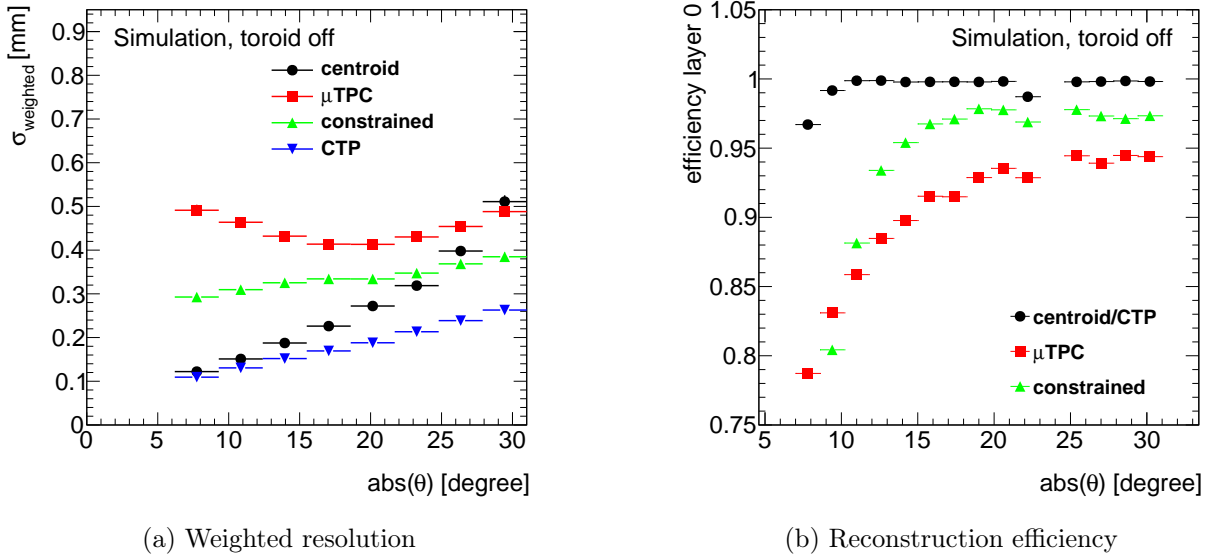 Simulation, toroid off
centroid
μTPC
constrained
CTP
σweighted [mm]
0.9
0.8
0.7
0.6
0.5
0.4
0.3
0.2
0.1
0
0 5 10 15 20 25 30
abs(θ) [degree]
(a) Weighted resolution
Simulation, toroid off
centroid/CTP
μTPC
constrained
efficiency layer 0
1.05
1
0.95
0.9
0.85
0.8
0.75
5 10 15 20 25 30
abs(θ) [degree]
(b) Reconstruction efficiency